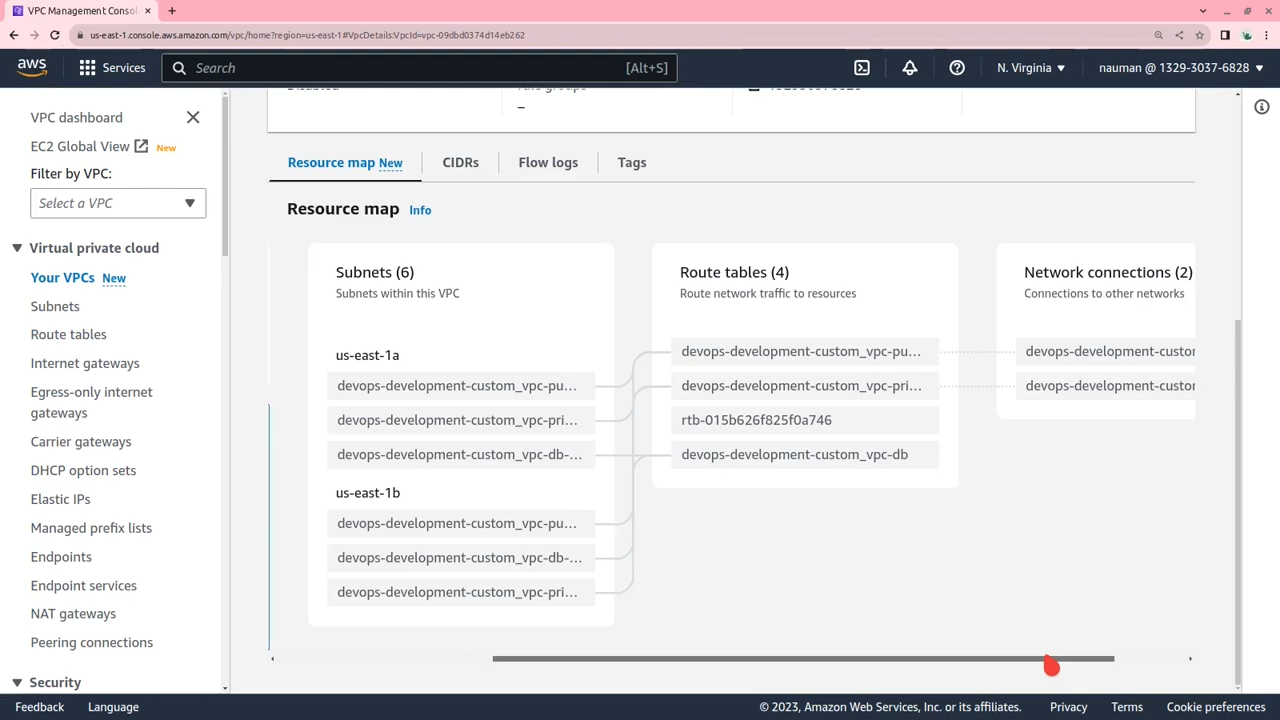 VPC Management Conso
us-east-1.console.aws.amazon.com/vpc/home?region=us-east-1#VpcDetails:VpcId=vpc-09dbd0374d14eb262
aws
Services
Search
[Alt+S]
N. Virginia
nauman @ 1329-3037-6828
VPC dashboard
EC2 Global View New
Filter by VPC:
Select a VPC
Virtual private cloud
Your VPCs New
Subnets
Route tables
Internet gateways
Egress-only internet
gateways
Carrier gateways
DHCP option sets
Elastic IPs
Managed prefix lists
Endpoints
Endpoint services
NAT gateways
Peering connections
Security
Disabled
–
Resource map New
CIDRs
Flow logs
Tags
Resource map Info
Subnets (6)
Subnets within this VPC
us-east-1a
devops-development-custom_vpc-pu...
devops-development-custom_vpc-pri...
devops-development-custom_vpc-db-...
us-east-1b
devops-development-custom_vpc-pu...
devops-development-custom_vpc-db-...
devops-development-custom_vpc-pri...
Route tables (4)
Route network traffic to resources
devops-development-custom_vpc-pu...
devops-development-custom_vpc-pri...
rtb-015b626f825f0a746
devops-development-custom_vpc-db
Network connections (2)
Connections to other networks
devops-development-custor
devops-development-custor
Feedback
Language
© 2023, Amazon Web Services, Inc. or its affiliates.
Privacy
Terms
Cookie preferences